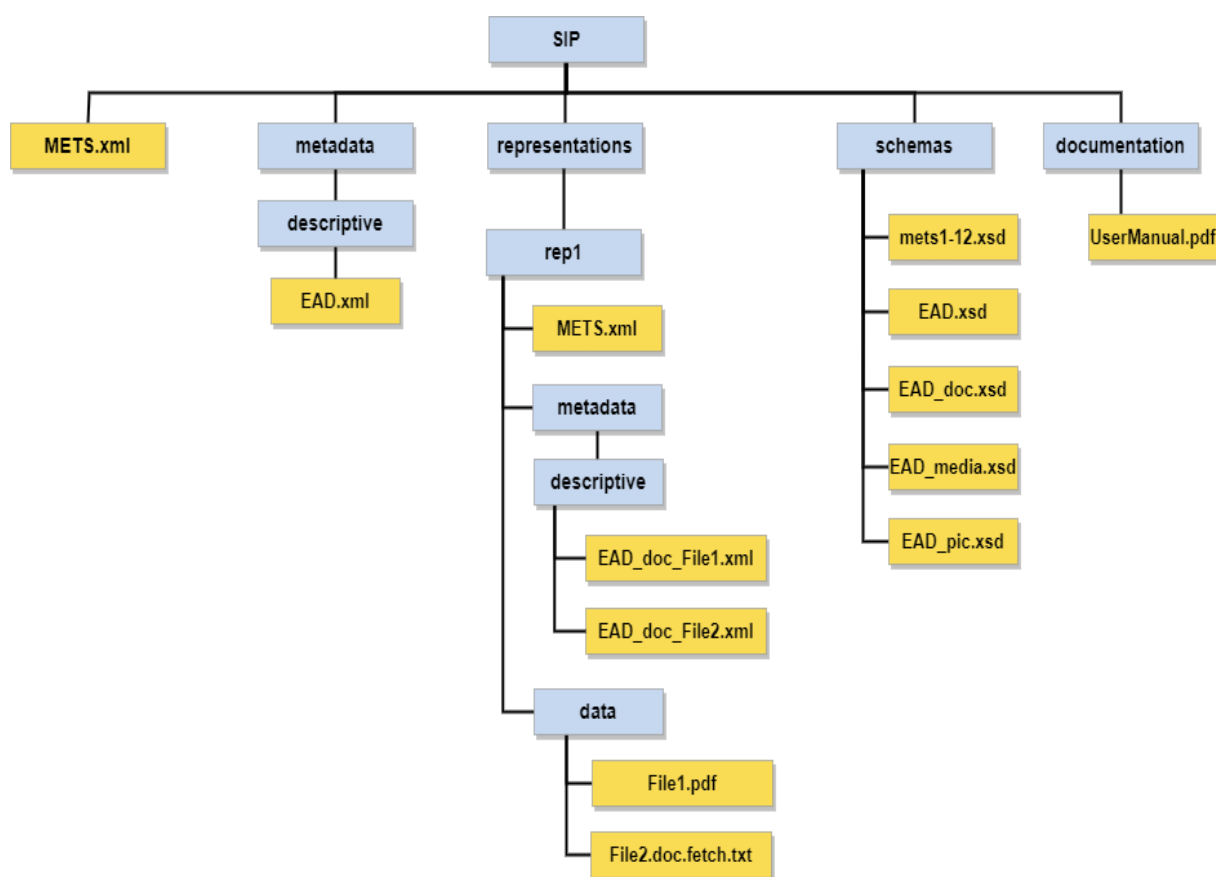 SIP
METS.xml
metadata
representations
schemas
documentation
descriptive
EAD.xml
rep1
METS.xml
metadata
descriptive
EAD_doc_File1.xml
EAD_doc_File2.xml
data
File1.pdf
File2.doc.fetch.txt
mets1-12.xsd
EAD.xsd
EAD_doc.xsd
EAD_media.xsd
EAD_pic.xsd
UserManual.pdf